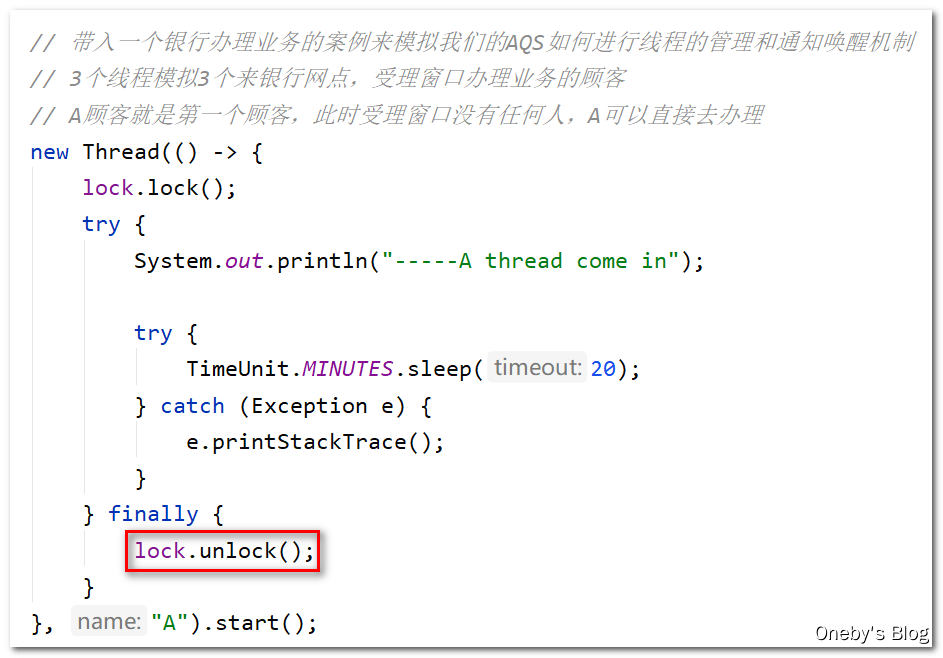 // 带入一个银行办理业务的案例来模拟我们的AQS如何进行线程的管理和通知唤醒机制
// 3个线程模拟3个来银行网点，受理窗口办理业务的顾客
// A顾客就是第一个顾客，此时受理窗口没有任何人，A可以直接去办理
new Thread(() -> {
    lock.lock();
    try {
        System.out.println("-----A thread come in");

        try {
            TimeUnit.MINUTES.sleep( timeout: 20);
        } catch (Exception e) {
            e.printStackTrace();
        }
    } finally {
        lock.unlock();
    }
}, name: "A").start();
Oneby's Blog